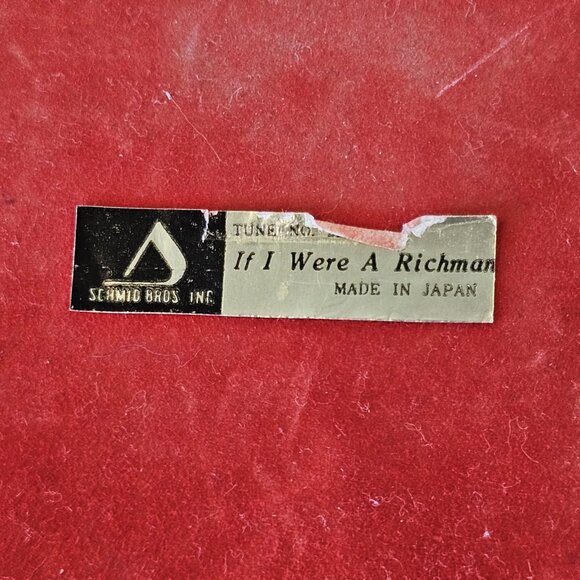 TUNE NO.
If I Were A Richman
MADE IN JAPAN
SCHMID BROS. INC.